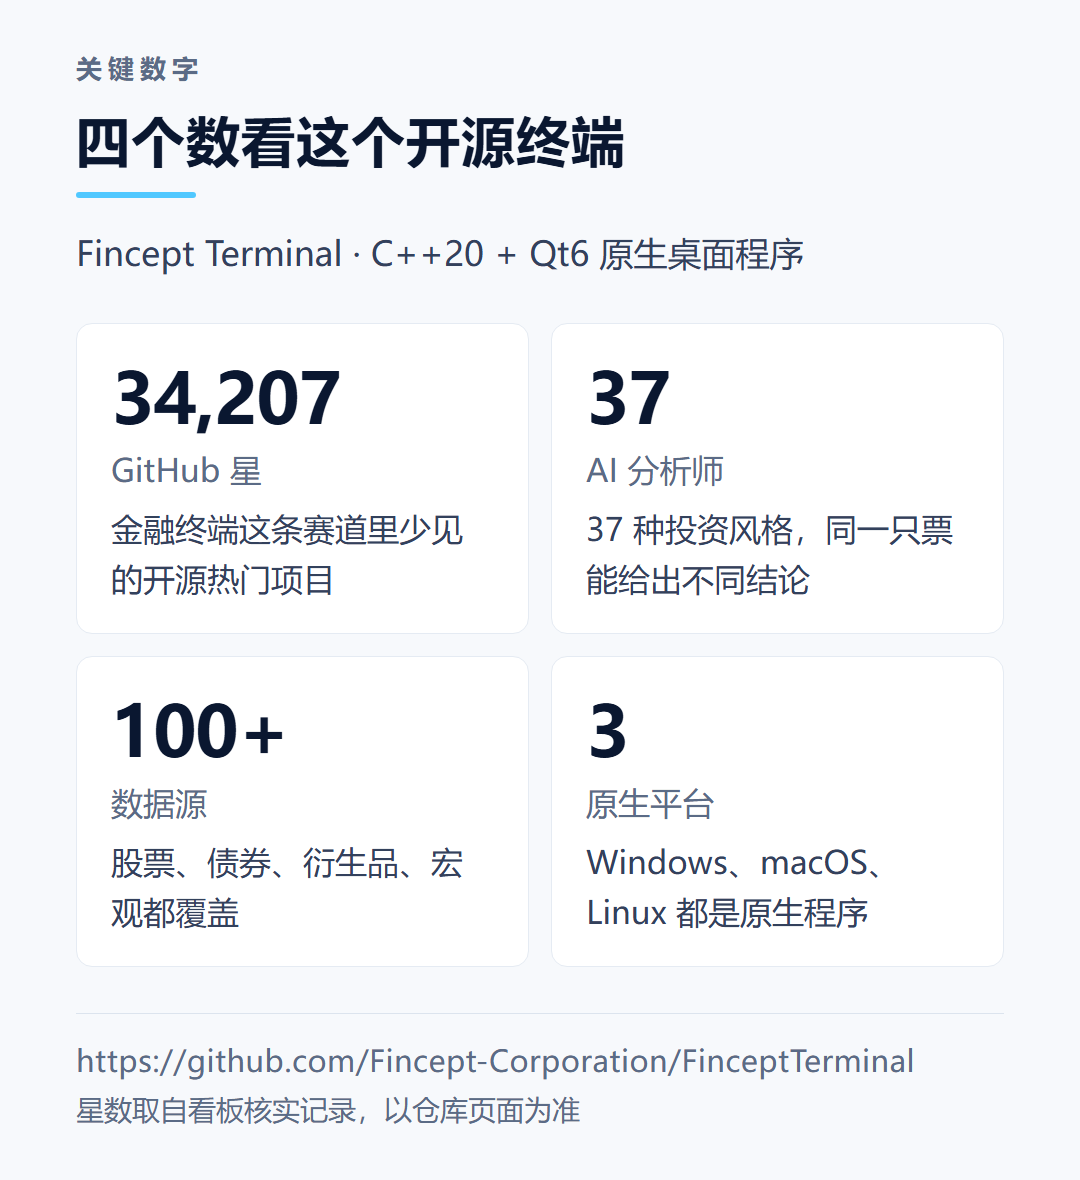 关键数字
四个数看这个开源终端
Fincept Terminal · C++20 + Qt6 原生桌面程序
34,207
GitHub 星
金融终端这条赛道里少见
的开源热门项目
37
AI 分析师
37 种投资风格，同一只票
能给出不同结论
100+
数据源
股票、债券、衍生品、宏
观都覆盖
3
原生平台
Windows、macOS、
Linux 都是原生程序
https://github.com/Fincept-Corporation/FinceptTerminal
星数取自看板核实记录，以仓库页面为准